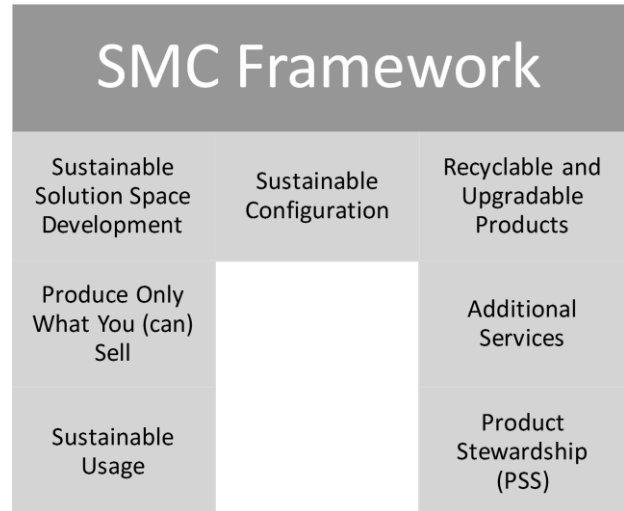 SMC Framework
Sustainable
Solution Space
Development
Sustainable
Configuration
Recyclable and
Upgradable
Products
Produce Only
What You (can)
Sell
Additional
Services
Sustainable
Usage
Product
Stewardship
(PSS)